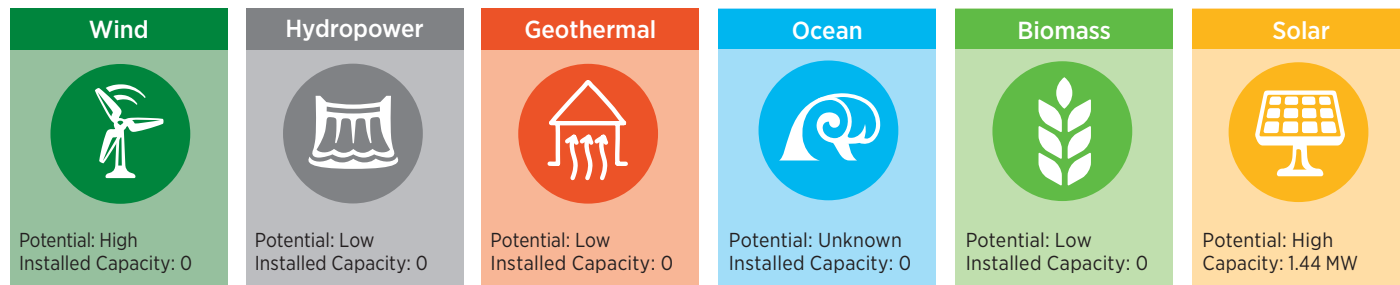 Wind
Potential: High
Installed Capacity: 0
Hydropower
Potential: Low
Installed Capacity: 0
Geothermal
Potential: Low
Installed Capacity: 0
Ocean
Potential: Unknown
Installed Capacity: 0
Biomass
Potential: Low
Installed Capacity: 0
Solar
Potential: High
Capacity: 1.44 MW